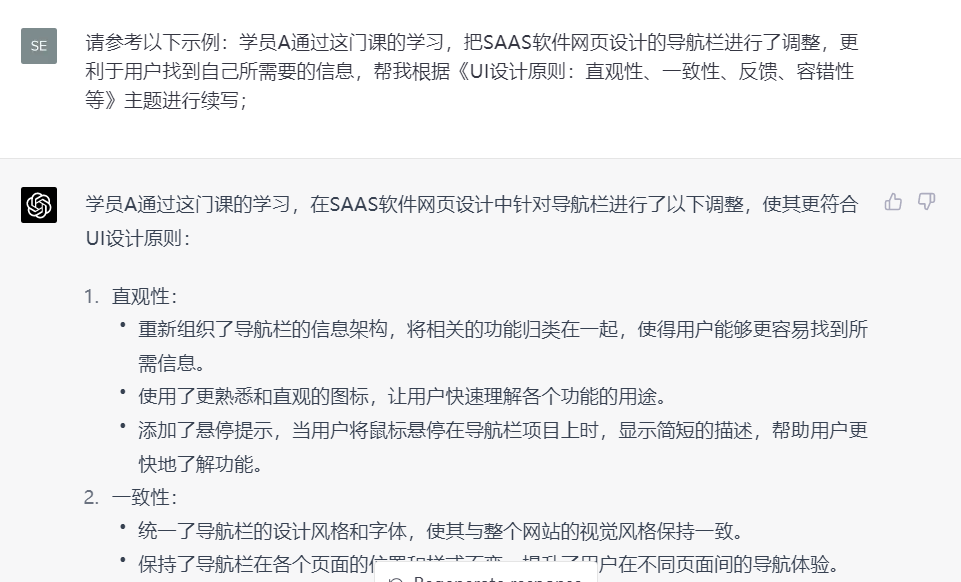 SE
请参考以下示例：学员A通过这门课的学习，把SAAS软件网页设计的导航栏进行了调整，更
利于用户找到自己所需要的信息，帮我根据《UI设计原则：直观性、一致性、反馈、容错性
等》主题进行续写；
学员A通过这门课的学习，在SAAS软件网页设计中针对导航栏进行了以下调整，使其更符合
UI设计原则：
1. 直观性：
• 重新组织了导航栏的信息架构，将相关的功能归类在一起，使得用户能够更容易找到所
需信息。
• 使用了更熟悉和直观的图标，让用户快速理解各个功能的用途。
• 添加了悬停提示，当用户将鼠标悬停在导航栏项目上时，显示简短的描述，帮助用户更
快地了解功能。
2. 一致性：
• 统一了导航栏的设计风格和字体，使其与整个网站的视觉风格保持一致。
• 保持了导航栏在各个页面的位置和样式不变，提升了用户在不同页面间的导航体验。
Regenerate response